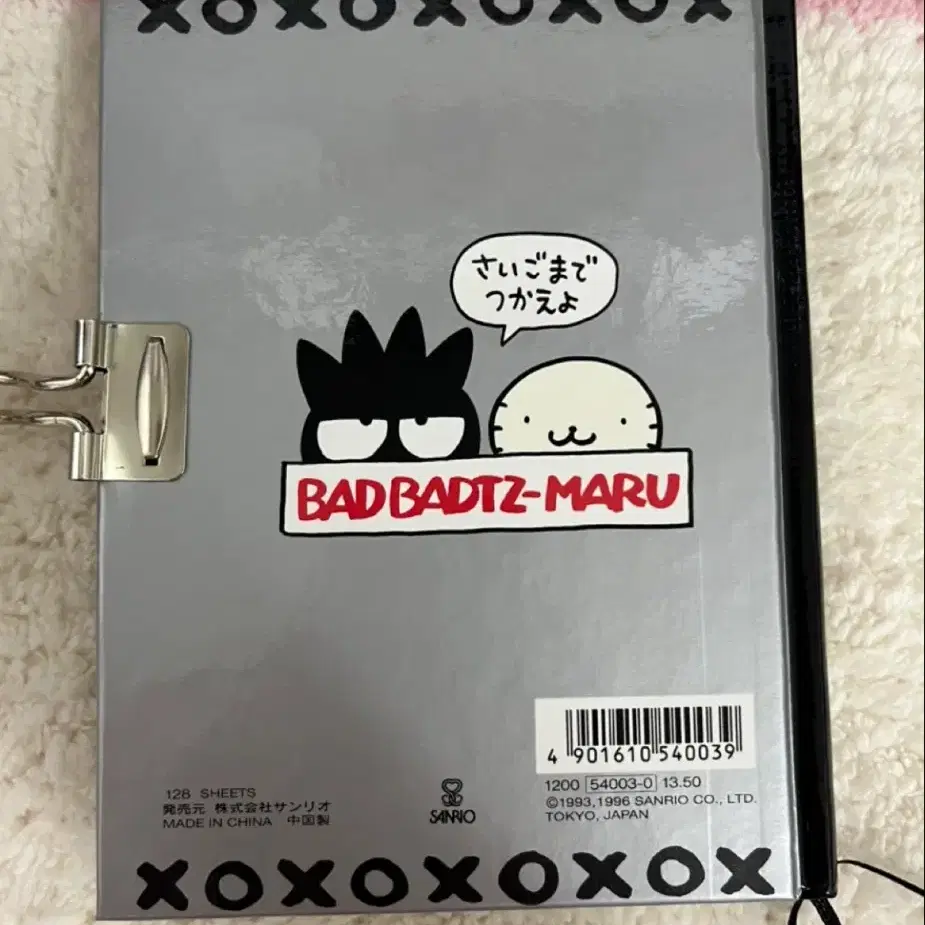 XOXOXOXOXOX
さいごまで
つかえよ
BAD BADTZ-MARU
4 901610 540039
1200 54003-0 13.50
©1993,1996 SANRIO CO., LTD.
TOKYO, JAPAN
128 SHEETS
発売元 株式会社サンリオ
MADE IN CHINA 中国製
SANRIO
XOXOXOXOXOX